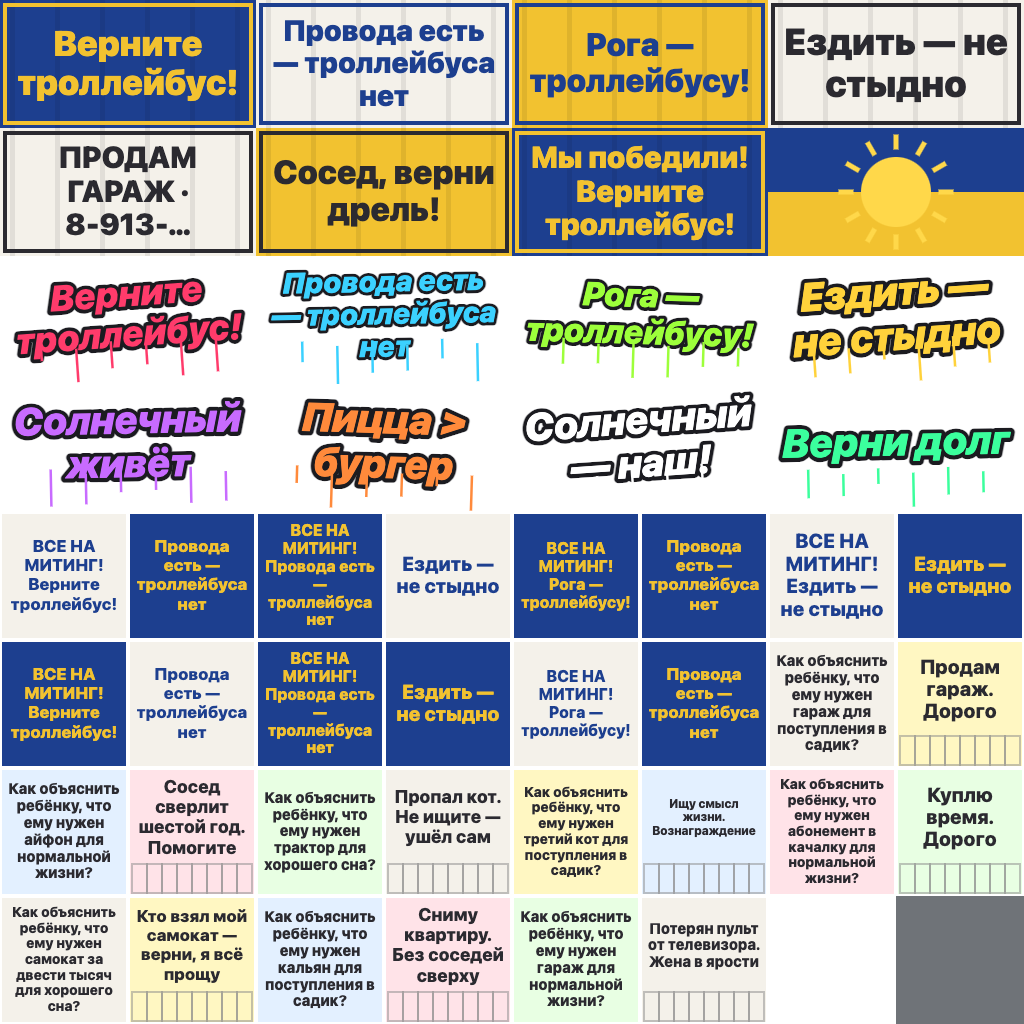 Верните
троллейбус!
Провода есть
— троллейбуса
нет
Рога —
троллейбусу!
Ездить — не
стыдно
ПРОДАМ
ГАРАЖ ·
8-913-...
Сосед, верни
дрель!
Мы победили!
Верните
троллейбус!
Верните
троллейбус!
Провода есть
— троллейбуса
нет
Рога —
троллейбусу!
Ездить —
не стыдно
Солнечный
живёт
Пицца >
бургер
Солнечный
— наш!
Верни долг
ВСЕ НА
МИТИНГ!
Верните
троллейбус!
Провода
есть —
троллейбуса
нет
ВСЕ НА
МИТИНГ!
Провода есть
—
троллейбуса
нет
Ездить —
не стыдно
ВСЕ НА
МИТИНГ!
Рога —
троллейбусу!
Провода
есть —
троллейбуса
нет
ВСЕ НА
МИТИНГ!
Ездить —
не стыдно
Ездить —
не стыдно
ВСЕ НА
МИТИНГ!
Верните
троллейбус!
Провода
есть —
троллейбуса
нет
ВСЕ НА
МИТИНГ!
Провода есть
—
троллейбуса
нет
Ездить —
не стыдно
ВСЕ НА
МИТИНГ!
Рога —
троллейбусу!
Провода
есть —
троллейбуса
нет
Как объяснить
ребёнку, что
ему нужен
гараж для
поступления в
садик?
Продам
гараж.
Дорого
Как объяснить
ребёнку, что
ему нужен
айфон для
нормальной
жизни?
Сосед
сверлит
шестой год.
Помогите
Как объяснить
ребёнку, что
ему нужен
трактор для
хорошего сна?
Пропал кот.
Не ищите —
ушёл сам
Как объяснить
ребёнку, что
ему нужен
третий кот для
поступления в
садик?
Ищу смысл
жизни.
Вознаграждение
Как объяснить
ребёнку, что
ему нужен
абонемент в
качалку для
нормальной
жизни?
Куплю
время.
Дорого
Как объяснить
ребёнку, что
ему нужен
самокат за
двести тысяч
для хорошего
сна?
Кто взял мой
самокат —
верни, я всё
прощу
Как объяснить
ребёнку, что
ему нужен
кальян для
поступления в
садик?
Сниму
квартиру.
Без соседей
сверху
Как объяснить
ребёнку, что
ему нужен
гараж для
нормальной
жизни?
Потерян пульт
от телевизора.
Жена в ярости